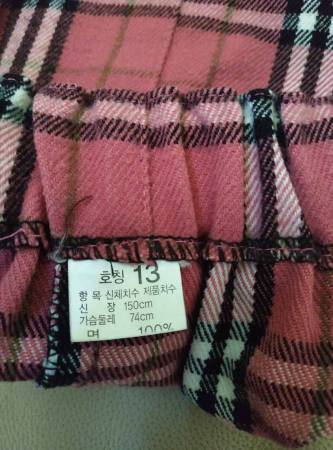 호칭 13
항 목 신체치수 제품치수
신 장 150cm
가슴둘레 74cm
면 100%